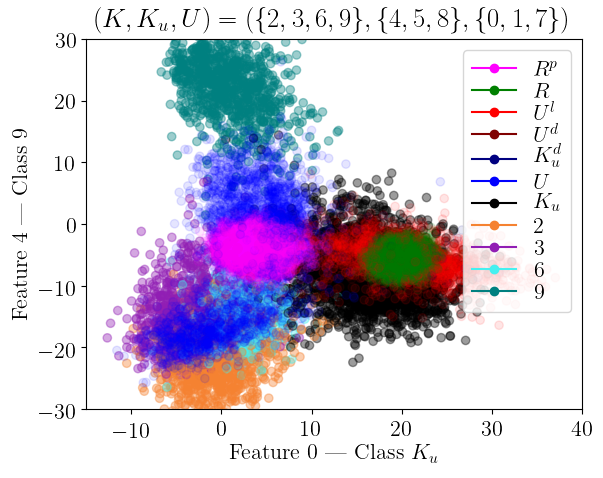 (K, K_u, U) = ({2, 3, 6, 9}, {4, 5, 8}, {0, 1, 7})
30
20
10
0
−10
−20
−30
Feature 4 — Class 9
R^p
R
U^l
U^d
K_u^d
U
K_u
2
3
6
9
−10
0
10
20
30
40
Feature 0 — Class K_u